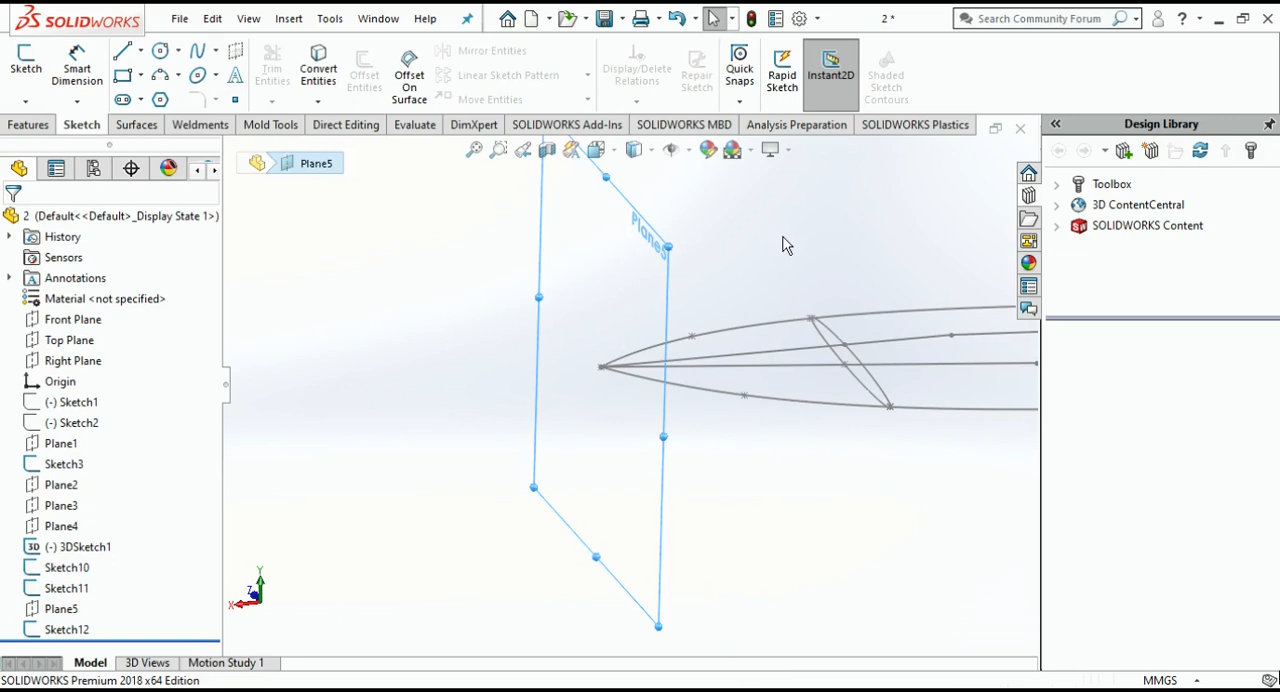 SOLIDWORKS File Edit View Insert Tools Window Help 2 * Search Community Forum ?
Sketch Smart Dimension Trim Entities Convert Entities Offset Entities Offset On Surface Mirror Entities Linear Sketch Pattern Move Entities Display/Delete Relations Repair Sketch Quick Snaps Rapid Sketch Instant2D Shaded Sketch Contours
Features Sketch Surfaces Weldments Mold Tools Direct Editing Evaluate DimXpert SOLIDWORKS Add-Ins SOLIDWORKS MBD Analysis Preparation SOLIDWORKS Plastics
Design Library
Plane5
Toolbox
3D ContentCentral
SOLIDWORKS Content
2 (Default<<Default>_Display State 1>)
History
Sensors
Annotations
Material <not specified>
Front Plane
Top Plane
Right Plane
Origin
(-) Sketch1
(-) Sketch2
Plane1
Sketch3
Plane2
Plane3
Plane4
3D (-) 3DSketch1
Sketch10
Sketch11
Plane5
Sketch12
Plane5
Y
Z
X
Model 3D Views Motion Study 1
SOLIDWORKS Premium 2018 x64 Edition MMGS